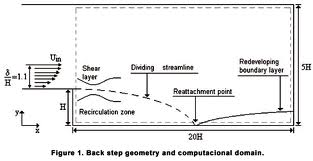 Uin
Shear
layer
Dividing streamline
Redeveloping
boundary layer
δ/H=1.1
Reattachment point
5H
H
Recirculation zone
y
x
20H
Figure 1. Back step geometry and computacional domain.